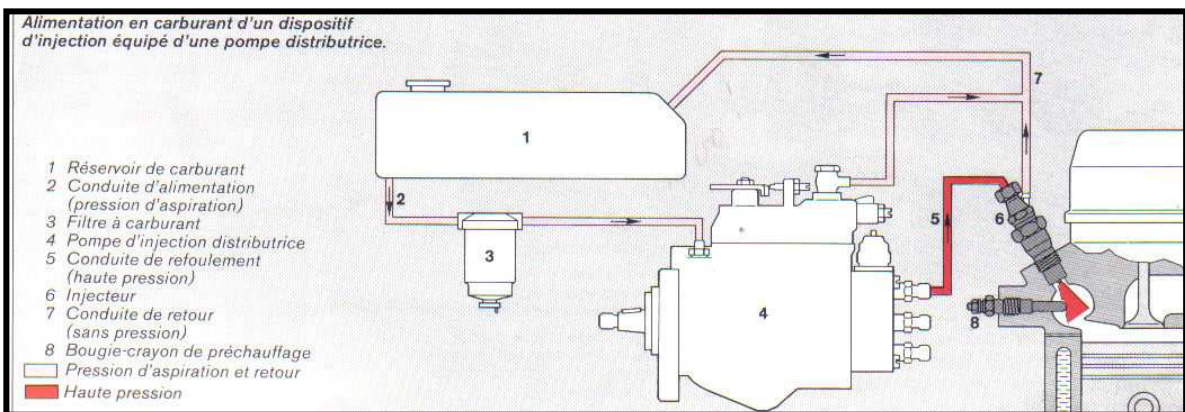 Alimentation en carburant d'un dispositif
d'injection équipé d'une pompe distributrice.
1 Réservoir de carburant
2 Conduite d'alimentation
(pression d'aspiration)
3 Filtre à carburant
4 Pompe d'injection distributrice
5 Conduite de refoulement
(haute pression)
6 Injecteur
7 Conduite de retour
(sans pression)
8 Bougie-crayon de préchauffage
Pression d'aspiration et retour
Haute pression
7
1
2
5
6
3
4
8